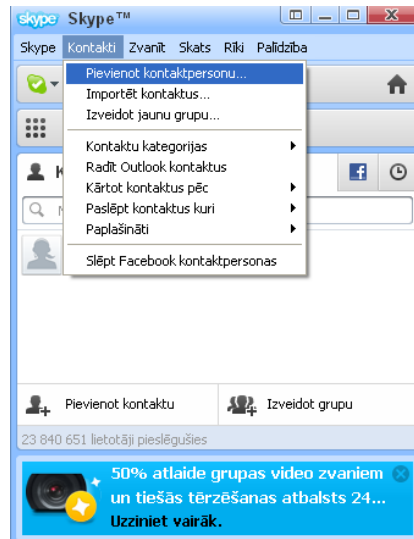 skype Skype™
Skype Kontakti Zvanīt Skats Rīki Palīdzība
Pievienot kontaktpersonu...
Importēt kontaktus...
Izveidot jaunu grupu...
Kontaktu kategorijas
Radīt Outlook kontaktus
Kārtot kontaktus pēc
Paslēpt kontaktus kuri
Paplašināti
Slēpt Facebook kontaktpersonas
Pievienot kontaktu
Izveidot grupu
23 840 651 lietotāji pieslēgušies
50% atlaide grupas video zvaniem
un tiešās tērzēšanas atbalsts 24...
Uzziniet vairāk.